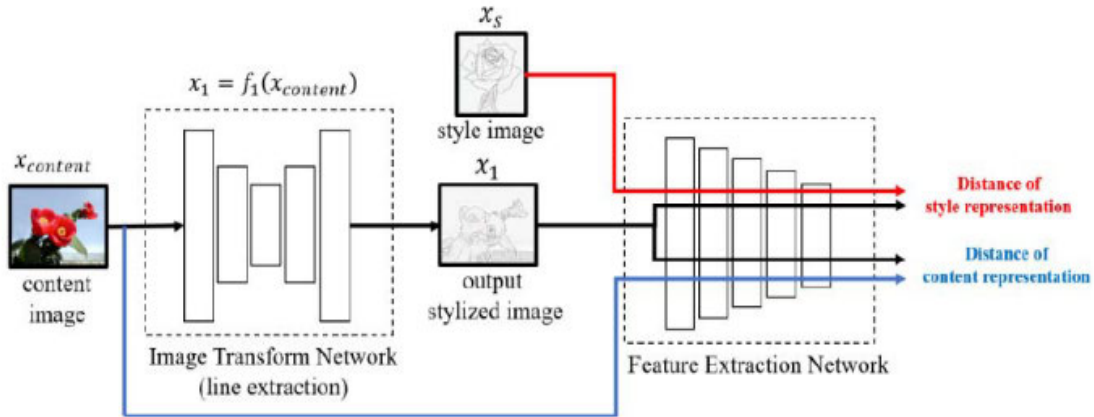 x_s
x_1 = f_1(x_content)
style image
x_content
x_1
content
image
output
stylized image
Image Transform Network
(line extraction)
Feature Extraction Network
Distance of
style representation
Distance of
content representation